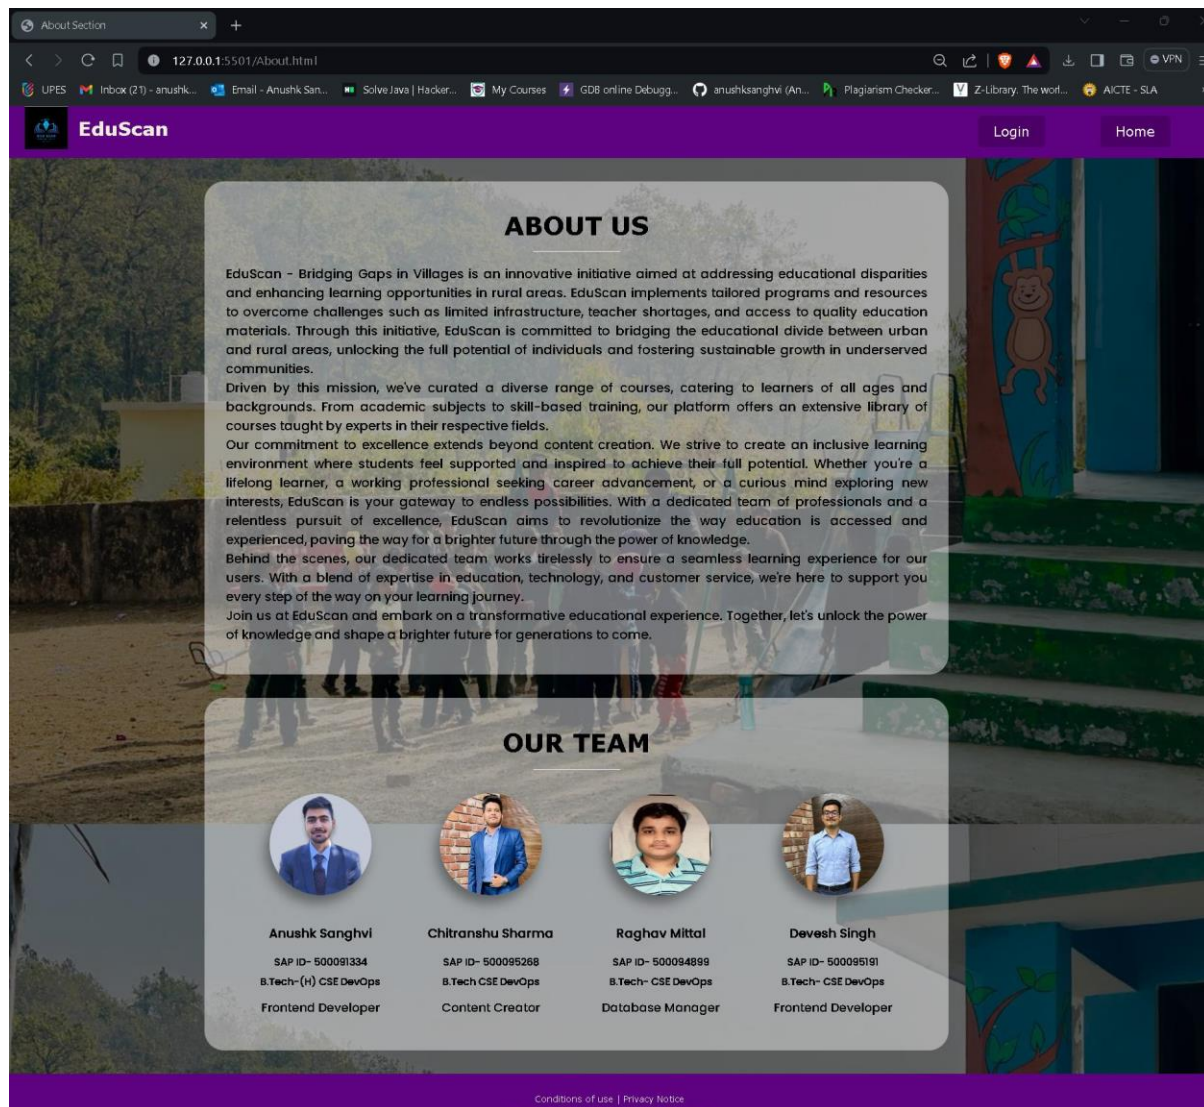 About Section
127.0.0.1:5501/About.html
VPN
UPES
Inbox (21) - anushk...
Email - Anushk San...
Solve Java | Hacker...
My Courses
GDB online Debugg...
anushksanghvi (An...
Plagiarism Checker...
Z-Library. The worl...
AICTE - SLA
EduScan
Login
Home
ABOUT US
EduScan - Bridging Gaps in Villages is an innovative initiative aimed at addressing educational disparities
and enhancing learning opportunities in rural areas. EduScan implements tailored programs and resources
to overcome challenges such as limited infrastructure, teacher shortages, and access to quality education
materials. Through this initiative, EduScan is committed to bridging the educational divide between urban
and rural areas, unlocking the full potential of individuals and fostering sustainable growth in underserved
communities.
Driven by this mission, we've curated a diverse range of courses, catering to learners of all ages and
backgrounds. From academic subjects to skill-based training, our platform offers an extensive library of
courses taught by experts in their respective fields.
Our commitment to excellence extends beyond content creation. We strive to create an inclusive learning
environment where students feel supported and inspired to achieve their full potential. Whether you're a
lifelong learner, a working professional seeking career advancement, or a curious mind exploring new
interests, EduScan is your gateway to endless possibilities. With a dedicated team of professionals and a
relentless pursuit of excellence, EduScan aims to revolutionize the way education is accessed and
experienced, paving the way for a brighter future through the power of knowledge.
Behind the scenes, our dedicated team works tirelessly to ensure a seamless learning experience for our
users. With a blend of expertise in education, technology, and customer service, we're here to support you
every step of the way on your learning journey.
Join us at EduScan and embark on a transformative educational experience. Together, let's unlock the power
of knowledge and shape a brighter future for generations to come.
OUR TEAM
Anushk Sanghvi
SAP ID- 500091334
B.Tech-(H) CSE DevOps
Frontend Developer
Chitranshu Sharma
SAP ID- 500095268
B.Tech CSE DevOps
Content Creator
Raghav Mittal
SAP ID- 500094899
B.Tech- CSE DevOps
Database Manager
Devesh Singh
SAP ID- 500095191
B.Tech- CSE DevOps
Frontend Developer
Conditions of use | Privacy Notice